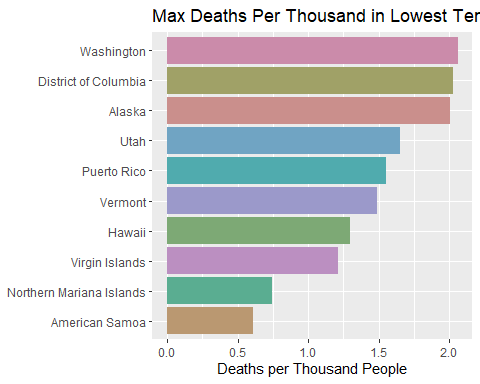 Max Deaths Per Thousand in Lowest Ter
Washington
District of Columbia
Alaska
Utah
Puerto Rico
Vermont
Hawaii
Virgin Islands
Northern Mariana Islands
American Samoa
0.0 0.5 1.0 1.5 2.0
Deaths per Thousand People